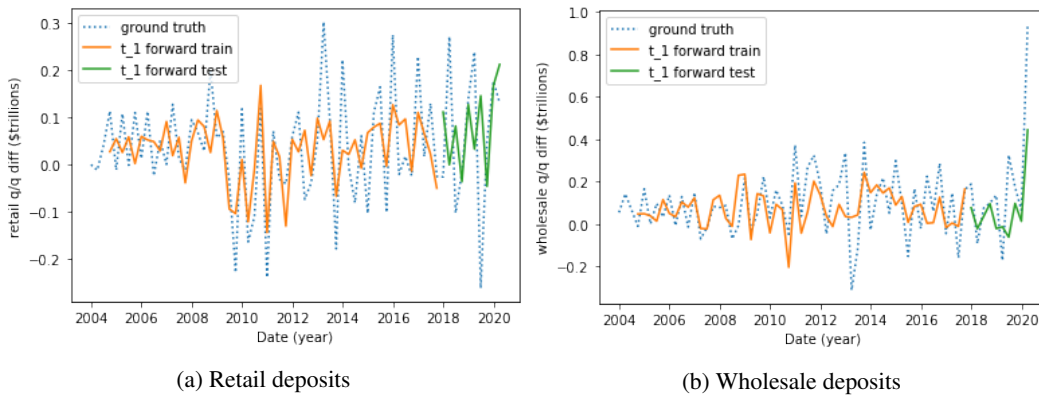 0.3
0.2
0.1
0.0
−0.1
−0.2
retail q/q diff ($trillions)
ground truth
t_1 forward train
t_1 forward test
2004 2006 2008 2010 2012 2014 2016 2018 2020
Date (year)
(a) Retail deposits
1.0
0.8
0.6
0.4
0.2
0.0
−0.2
wholesale q/q diff ($trillions)
ground truth
t_1 forward train
t_1 forward test
2004 2006 2008 2010 2012 2014 2016 2018 2020
Date (year)
(b) Wholesale deposits